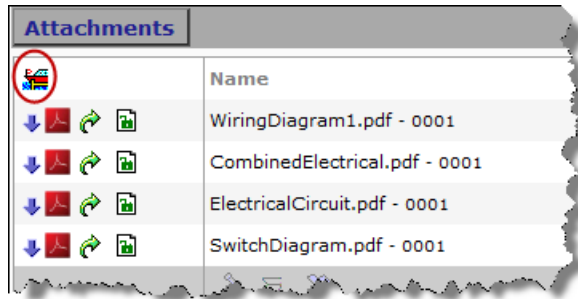 Attachments
Name
WiringDiagram1.pdf - 0001
CombinedElectrical.pdf - 0001
ElectricalCircuit.pdf - 0001
SwitchDiagram.pdf - 0001